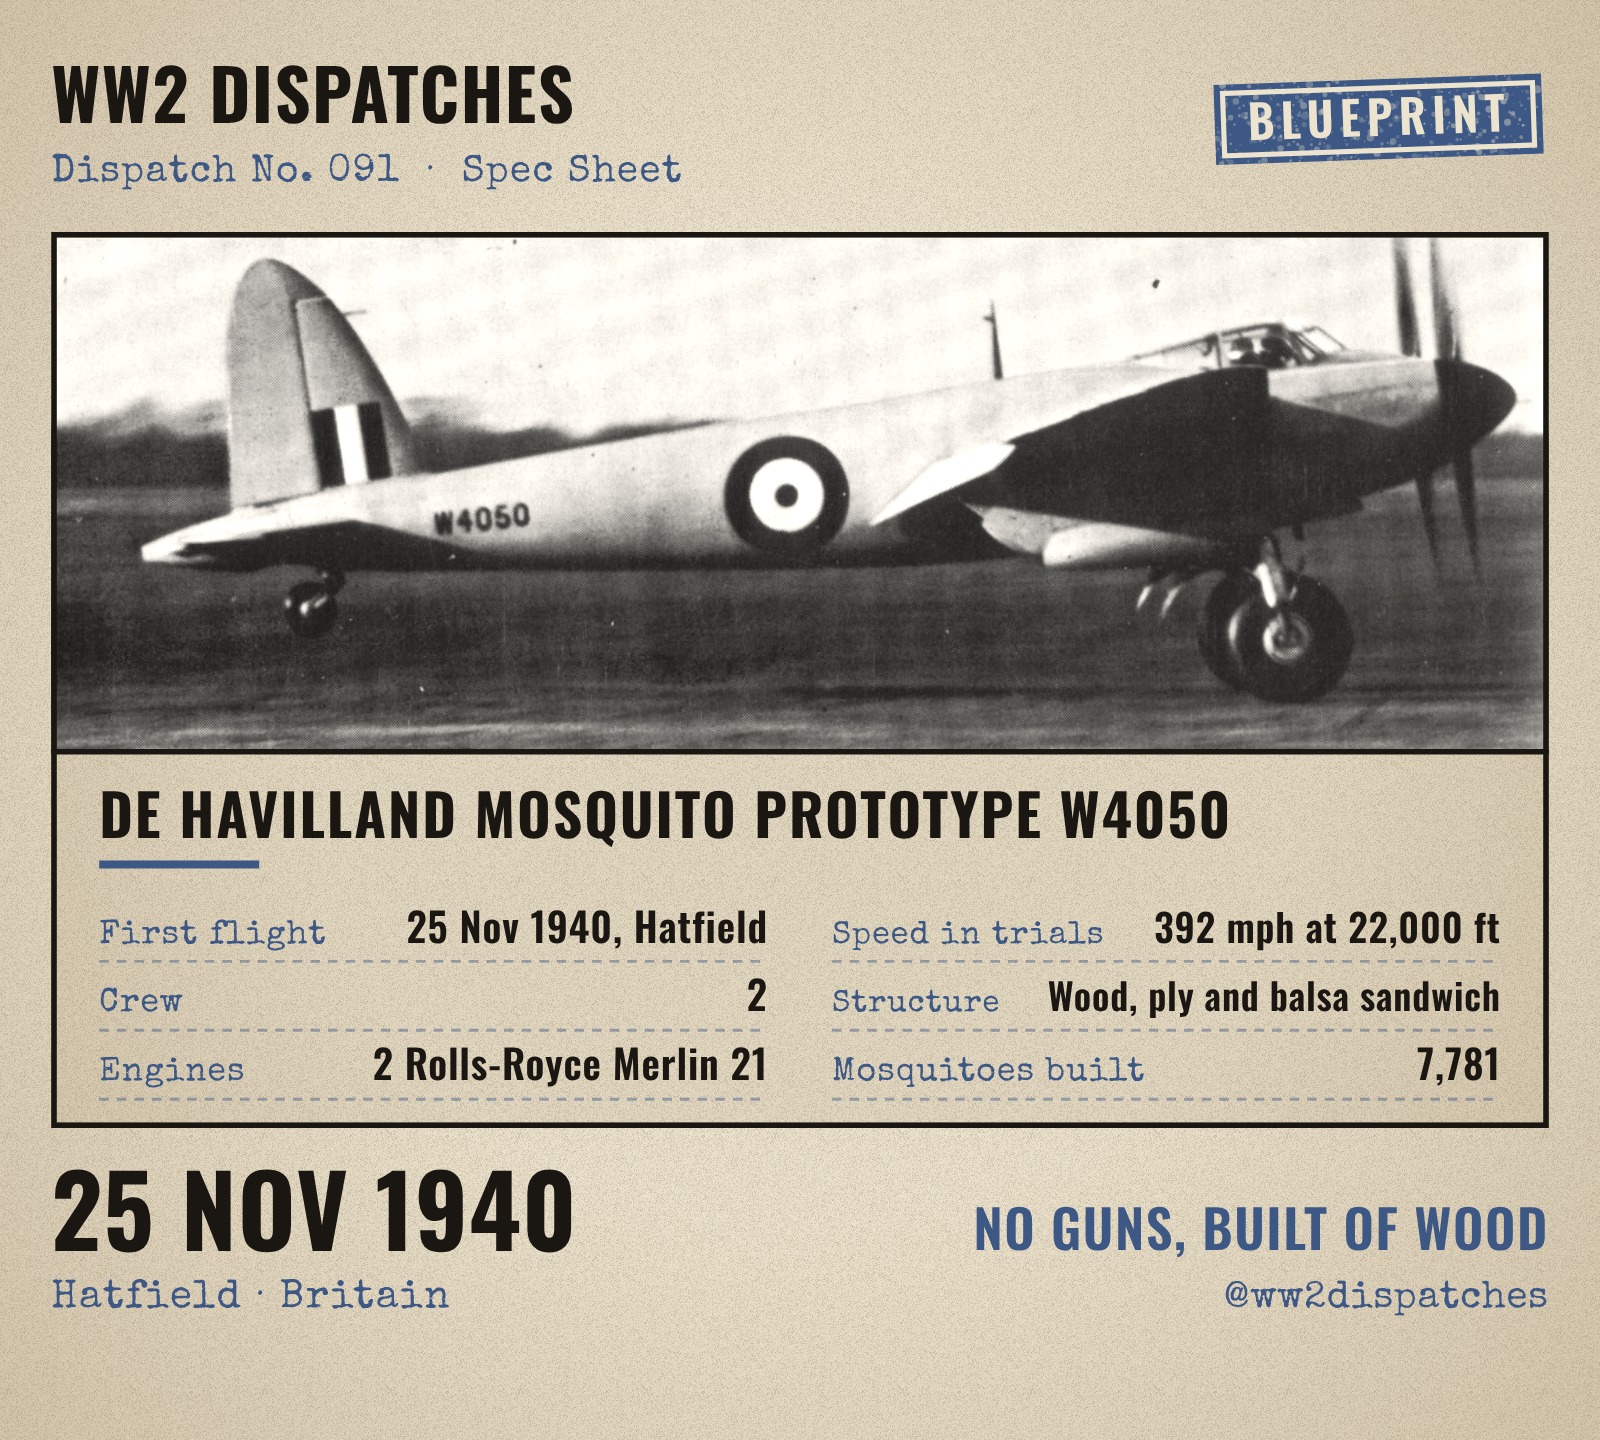 WW2 DISPATCHES
Dispatch No. 091 · Spec Sheet
BLUEPRINT
W4050
DE HAVILLAND MOSQUITO PROTOTYPE W4050
First flight 25 Nov 1940, Hatfield
Speed in trials 392 mph at 22,000 ft
Crew 2
Structure Wood, ply and balsa sandwich
Engines 2 Rolls-Royce Merlin 21
Mosquitoes built 7,781
25 NOV 1940
Hatfield · Britain
NO GUNS, BUILT OF WOOD
@ww2dispatches